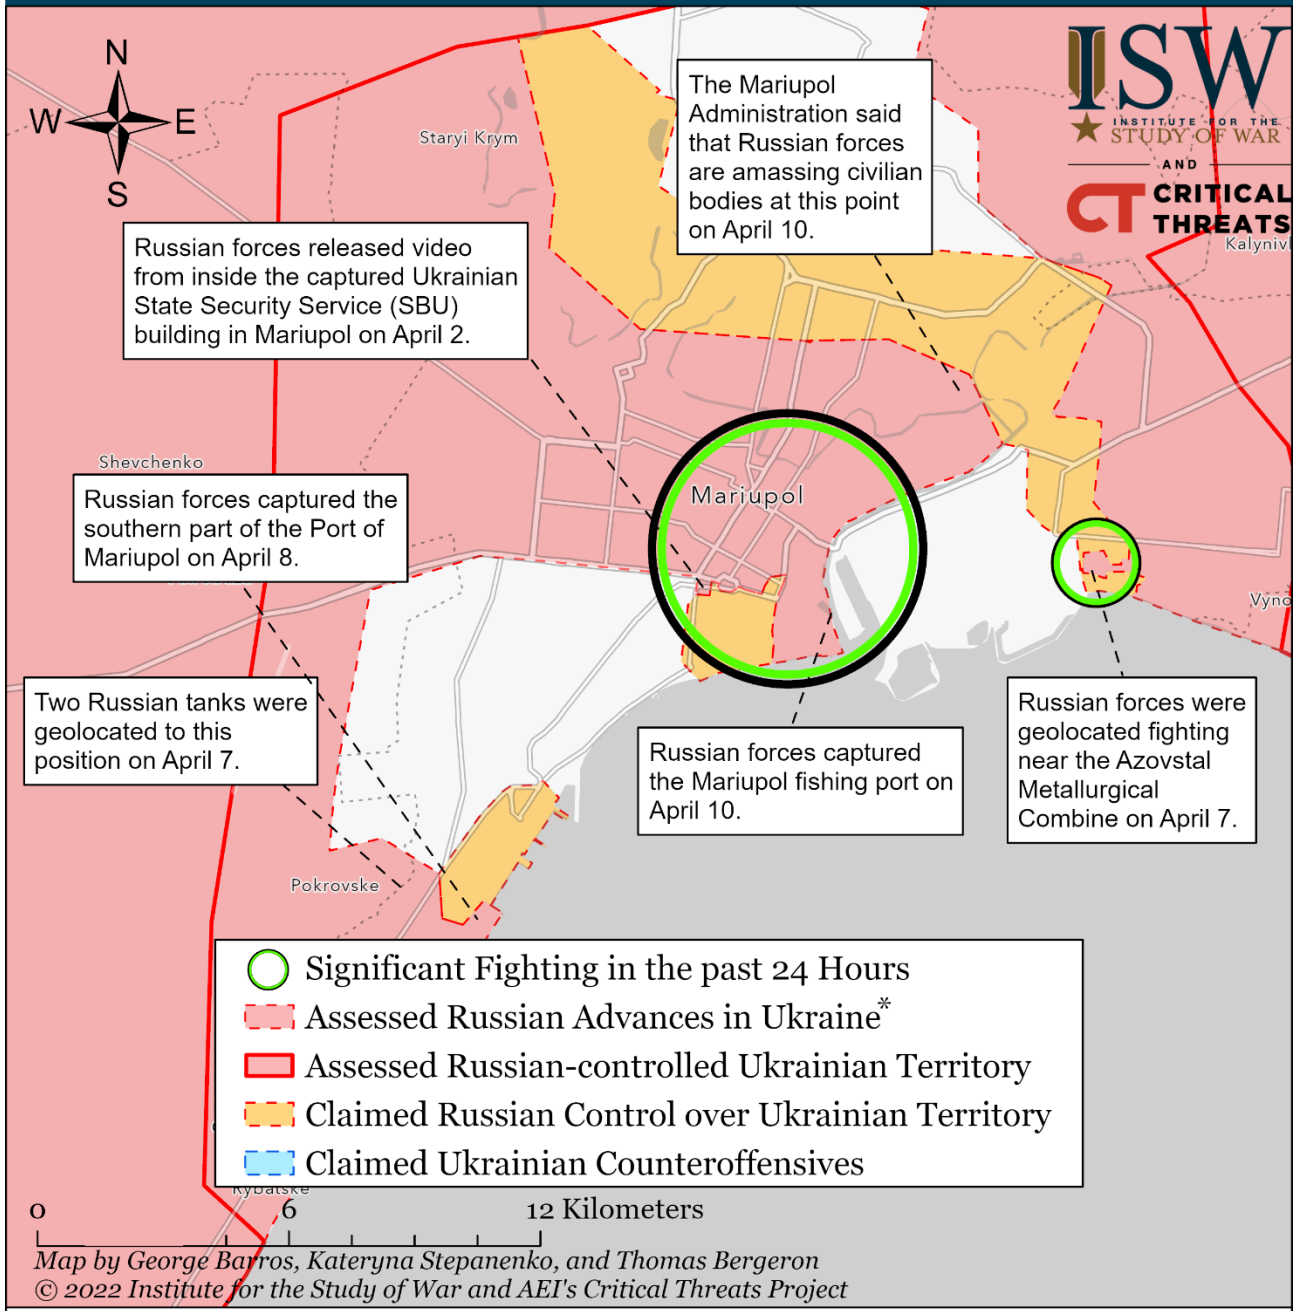 N
W E
S
ISW
INSTITUTE FOR THE
STUDY OF WAR
AND
CT CRITICAL
THREATS
Staryi Krym
The Mariupol
Administration said
that Russian forces
are amassing civilian
bodies at this point
on April 10.
Russian forces released video
from inside the captured Ukrainian
State Security Service (SBU)
building in Mariupol on April 2.
Shevchenko
Russian forces captured the
southern part of the Port of
Mariupol on April 8.
Mariupol
Two Russian tanks were
geolocated to this
position on April 7.
Russian forces captured
the Mariupol fishing port on
April 10.
Russian forces were
geolocated fighting
near the Azovstal
Metallurgical
Combine on April 7.
Pokrovske
Significant Fighting in the past 24 Hours
Assessed Russian Advances in Ukraine*
Assessed Russian-controlled Ukrainian Territory
Claimed Russian Control over Ukrainian Territory
Claimed Ukrainian Counteroffensives
Rybatske
0 6 12 Kilometers
Map by George Barros, Kateryna Stepanenko, and Thomas Bergeron
© 2022 Institute for the Study of War and AEI's Critical Threats Project